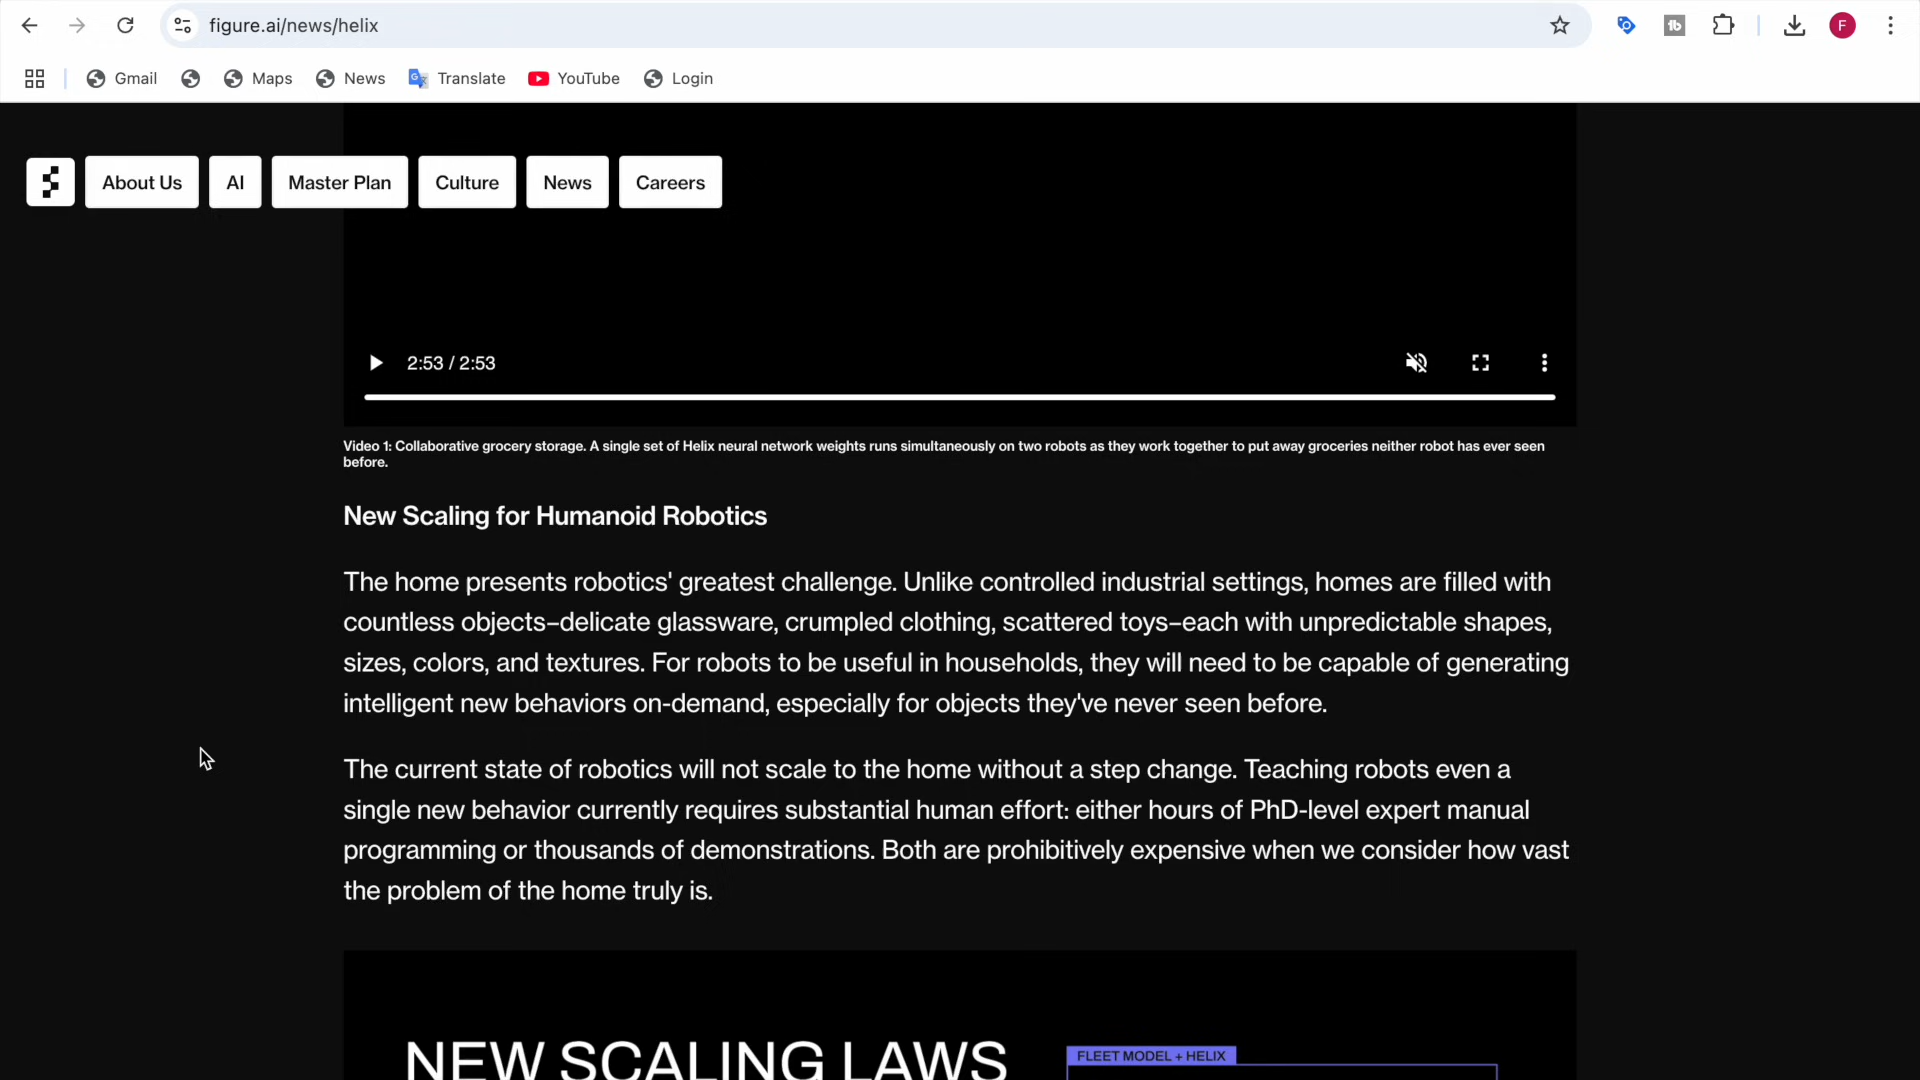 figure.ai/news/helix
F
Gmail
Maps
News
Translate
YouTube
Login
About Us
AI
Master Plan
Culture
News
Careers
2:53 / 2:53
Video 1: Collaborative grocery storage. A single set of Helix neural network weights runs simultaneously on two robots as they work together to put away groceries neither robot has ever seen
before.
New Scaling for Humanoid Robotics
The home presents robotics' greatest challenge. Unlike controlled industrial settings, homes are filled with
countless objects–delicate glassware, crumpled clothing, scattered toys–each with unpredictable shapes,
sizes, colors, and textures. For robots to be useful in households, they will need to be capable of generating
intelligent new behaviors on-demand, especially for objects they've never seen before.
The current state of robotics will not scale to the home without a step change. Teaching robots even a
single new behavior currently requires substantial human effort: either hours of PhD-level expert manual
programming or thousands of demonstrations. Both are prohibitively expensive when we consider how vast
the problem of the home truly is.
NEW SCALING LAWS
FLEET MODEL + HELIX